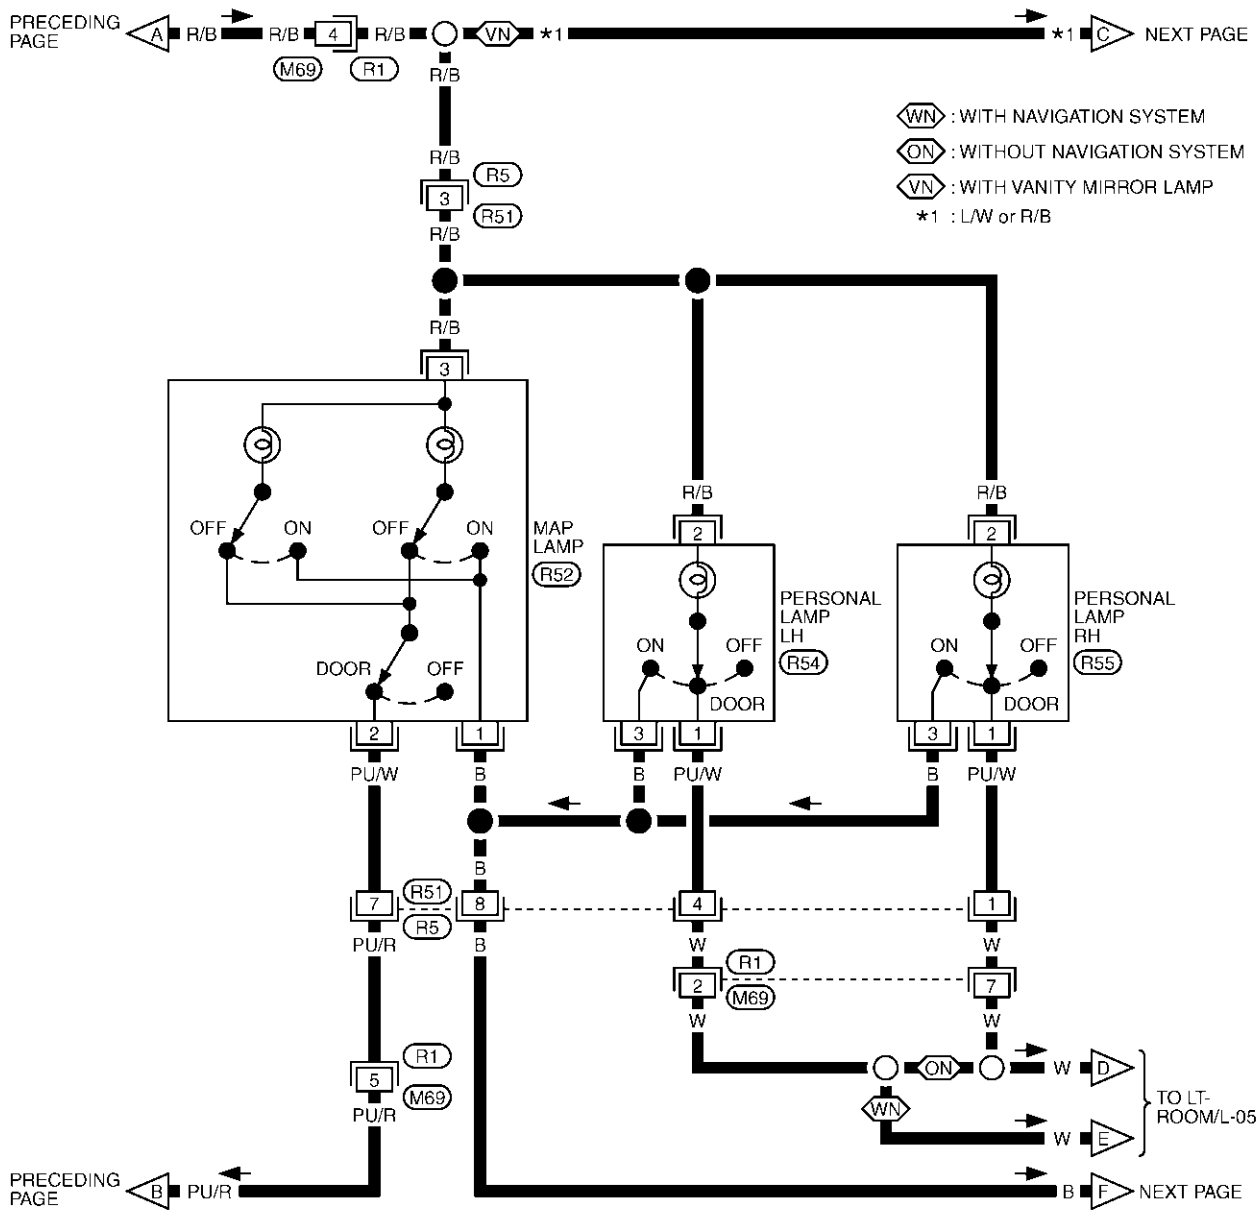 PRECEDING PAGE
A R/B R/B 4 R/B VN *1 *1 C NEXT PAGE
M69 R1
R/B
WN : WITH NAVIGATION SYSTEM
ON : WITHOUT NAVIGATION SYSTEM
VN : WITH VANITY MIRROR LAMP
*1 : L/W or R/B
R/B
R5
3
R51
R/B
R/B
3
OFF ON OFF ON
MAP LAMP
R52
DOOR OFF
2 1
R/B R/B
2 2
PERSONAL LAMP LH
R54
ON OFF
DOOR
3 1
PERSONAL LAMP RH
R55
ON OFF
DOOR
3 1
PU/W B B PU/W B PU/W
B
7 R51 8 4 1
R5
PU/R B W W
R1
2 7
M69
W W
R1
5
M69
PU/R
ON W D
WN W E
TO LT-ROOM/L-05
PRECEDING PAGE
B PU/R B F NEXT PAGE